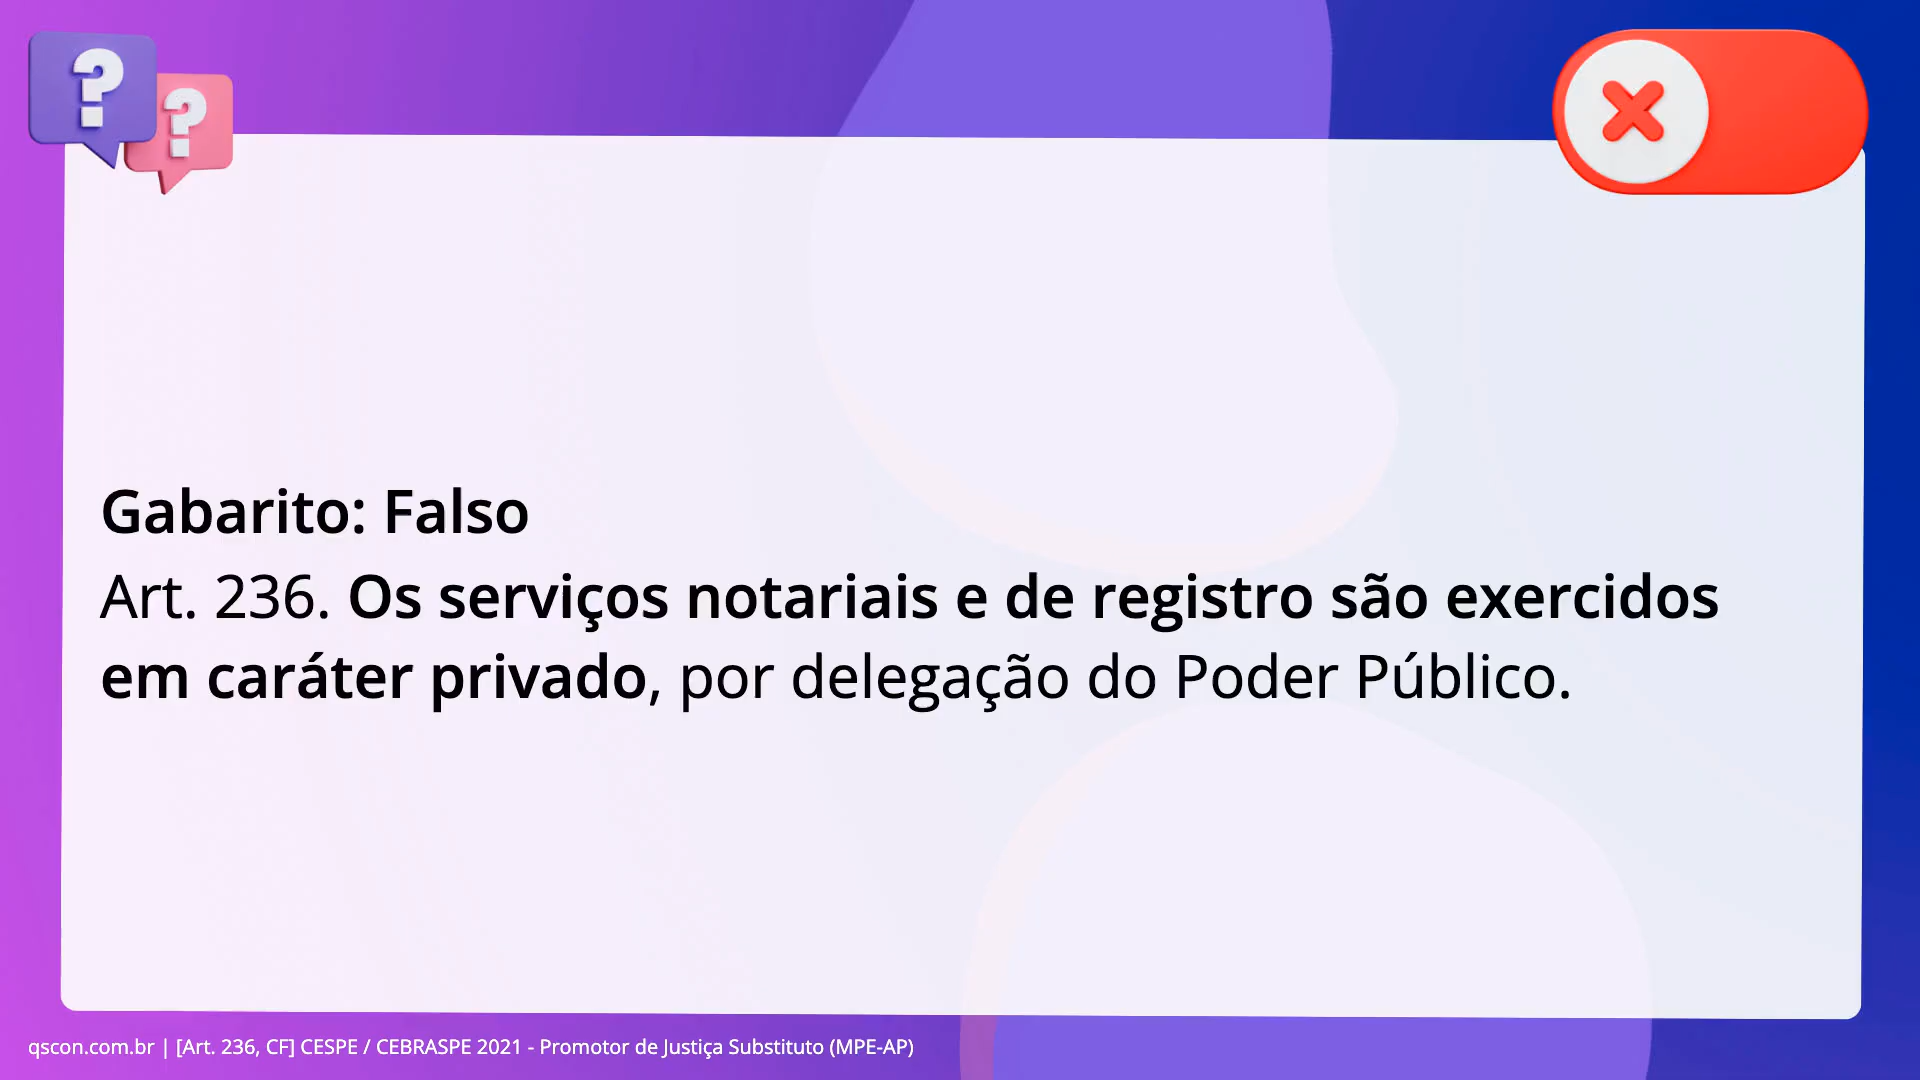 ?
?
Gabarito: Falso
Art. 236. Os serviços notariais e de registro são exercidos
em caráter privado, por delegação do Poder Público.
qscon.com.br | [Art. 236, CF] CESPE / CEBRASPE 2021 - Promotor de Justiça Substituto (MPE-AP)